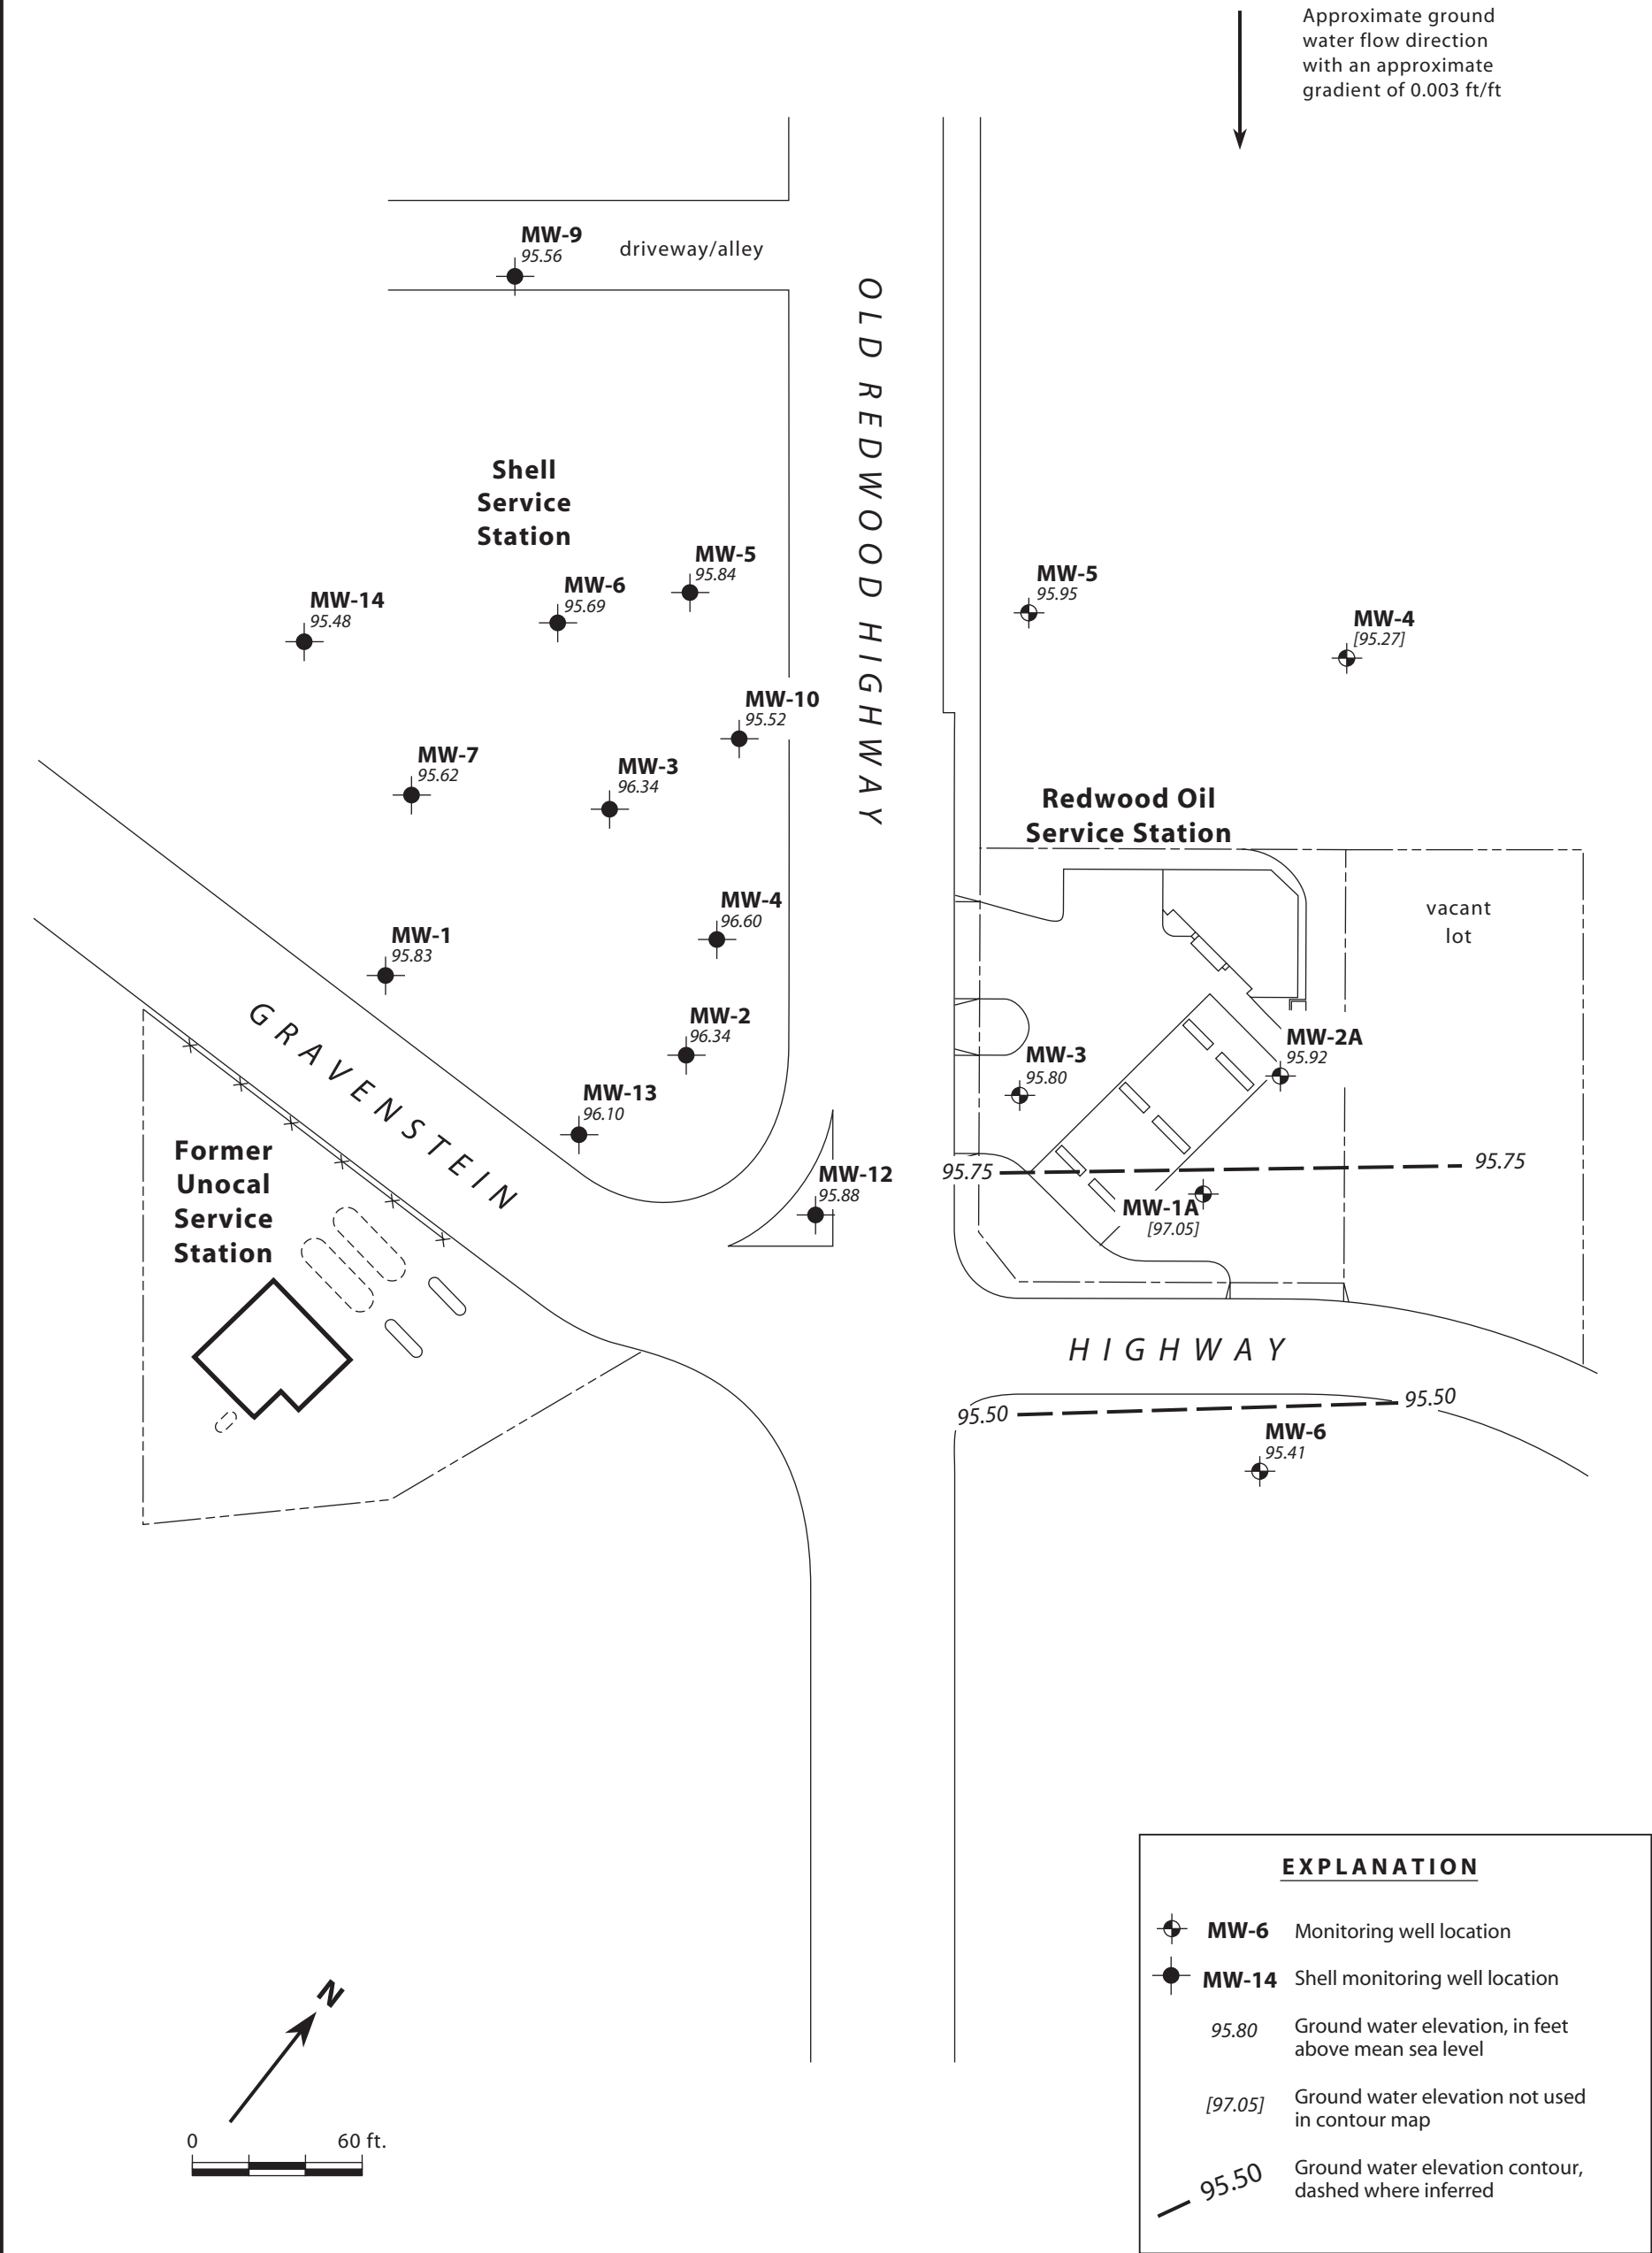 Approximate ground
water flow direction
with an approximate
gradient of 0.003 ft/ft
MW-9
95.56
driveway/alley
OLD REDWOOD HIGHWAY
Shell
Service
Station
MW-5
95.84
MW-6
95.69
MW-14
95.48
MW-5
95.95
MW-4
[95.27]
MW-10
95.52
MW-7
95.62
MW-3
96.34
Redwood Oil
Service Station
MW-4
96.60
vacant
lot
MW-1
95.83
GRAVENSTEIN
MW-2
96.34
MW-2A
95.92
MW-3
95.80
MW-13
96.10
Former
Unocal
Service
Station
MW-12
95.88
95.75
95.75
MW-1A
[97.05]
HIGHWAY
95.50
95.50
MW-6
95.41
EXPLANATION
MW-6 Monitoring well location
MW-14 Shell monitoring well location
95.80 Ground water elevation, in feet
above mean sea level
[97.05] Ground water elevation not used
in contour map
95.50 Ground water elevation contour,
dashed where inferred
N
0 60 ft.